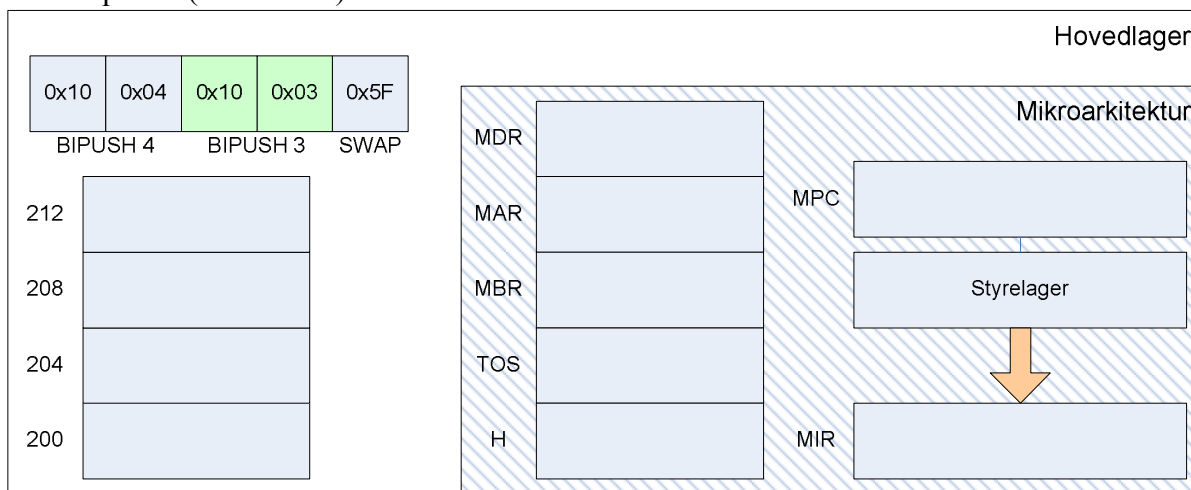 Hovedlager
0x10 0x04 0x10 0x03 0x5F
BIPUSH 4 BIPUSH 3 SWAP
Mikroarkitektur
MDR
MPC
212
MAR
208
MBR
Styrelager
204
TOS
200
H
MIR